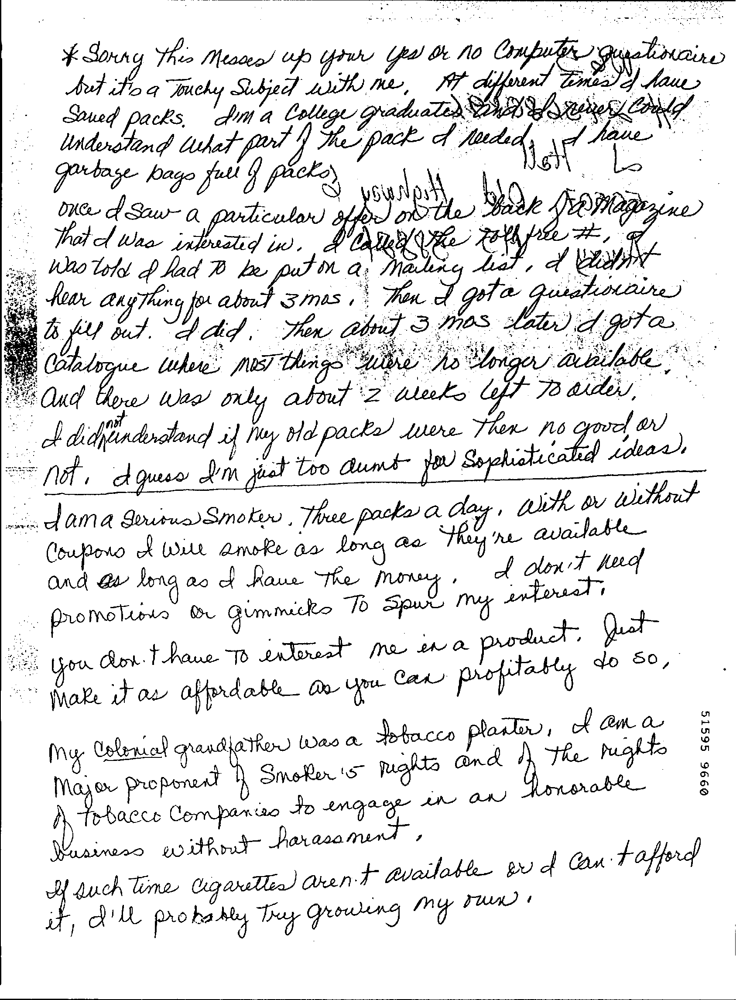 * Sorry this messes up your yes or no Computer questionaire
but it's a Touchy Subject with me. At different times I have
Saved packs. I'm a College graduate and I never could
Understand what part of the pack I needed. I have
garbage bags full of packs.
once I Saw a particular offer on the back of a Magazine
That I was interested in. I called the toll free #, I
was told I had To be put on a mailing list. I didn't
hear anything for about 3 mos. Then I got a questionaire
to fill out. I did. Then about 3 mos later I got a
Catalogue where most things were no longer available.
And there was only about 2 weeks left To order.
I did not understand if my old packs were Then no good or
not. I guess I'm just too dumb for Sophisticated ideas.
I am a Serious Smoker. Three packs a day. With or Without
Coupons I will smoke as long as They're available
and as long as I have The money. I don't need
promotions or gimmicks To Spur my interest.
You don't have To interest me in a product. Just
Make it as affordable as you can profitably do so.
My Colonial grandfather was a tobacco planter, I am a
Major proponent of Smoker's rights and of The rights
of Tobacco Companies to engage in an honorable
business without harassment.
If such time cigarettes aren't available or I can't afford
it, I'll probably Try growing my own.
51595 9660